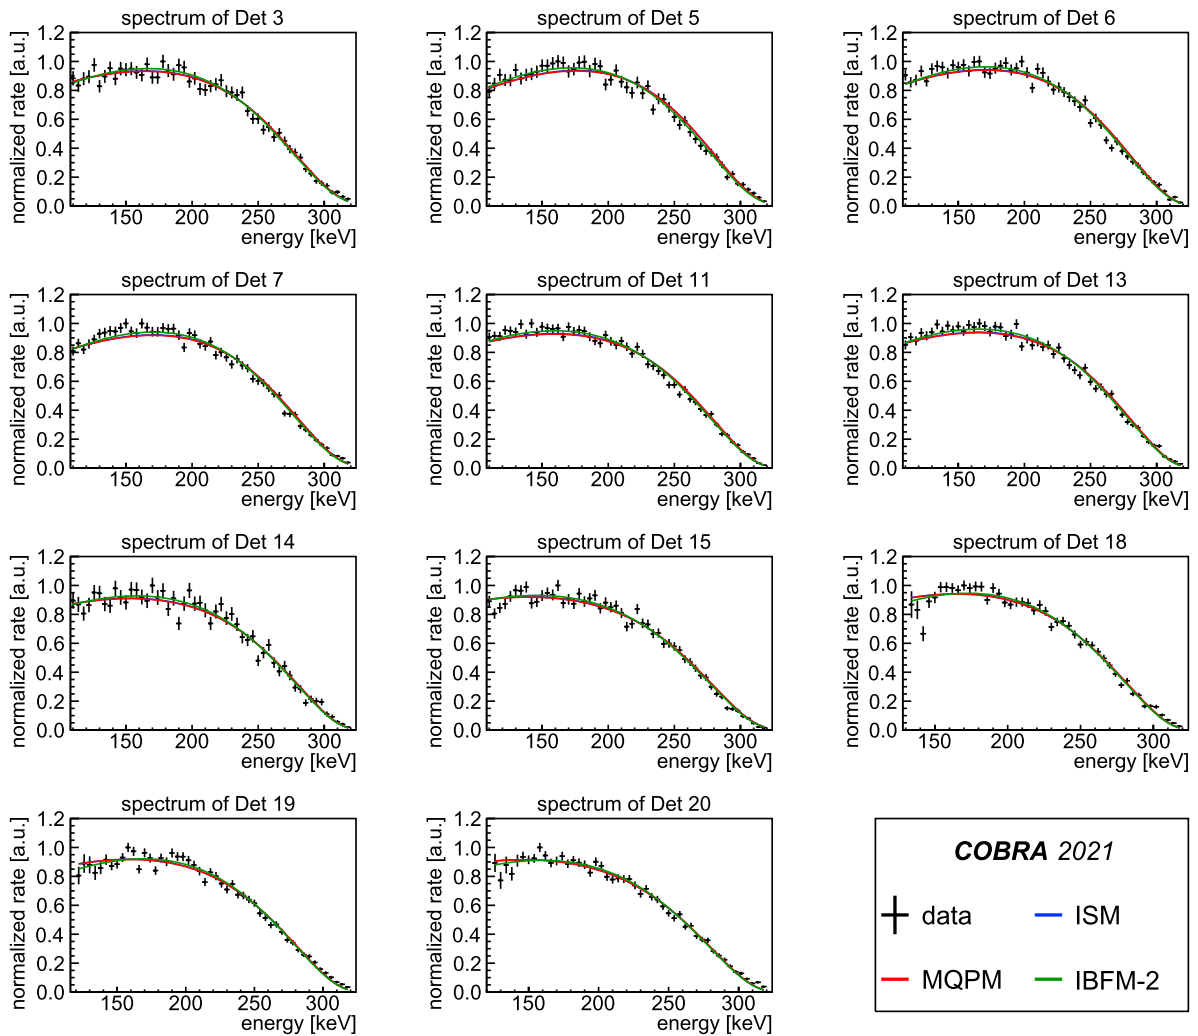 spectrum of Det 3
normalized rate [a.u.]
1.2
1.0
0.8
0.6
0.4
0.2
0.0
150 200 250 300
energy [keV]
spectrum of Det 5
normalized rate [a.u.]
1.2
1.0
0.8
0.6
0.4
0.2
0.0
150 200 250 300
energy [keV]
spectrum of Det 6
normalized rate [a.u.]
1.2
1.0
0.8
0.6
0.4
0.2
0.0
150 200 250 300
energy [keV]
spectrum of Det 7
normalized rate [a.u.]
1.2
1.0
0.8
0.6
0.4
0.2
0.0
150 200 250 300
energy [keV]
spectrum of Det 11
normalized rate [a.u.]
1.2
1.0
0.8
0.6
0.4
0.2
0.0
150 200 250 300
energy [keV]
spectrum of Det 13
normalized rate [a.u.]
1.2
1.0
0.8
0.6
0.4
0.2
0.0
150 200 250 300
energy [keV]
spectrum of Det 14
normalized rate [a.u.]
1.2
1.0
0.8
0.6
0.4
0.2
0.0
150 200 250 300
energy [keV]
spectrum of Det 15
normalized rate [a.u.]
1.2
1.0
0.8
0.6
0.4
0.2
0.0
150 200 250 300
energy [keV]
spectrum of Det 18
normalized rate [a.u.]
1.2
1.0
0.8
0.6
0.4
0.2
0.0
150 200 250 300
energy [keV]
spectrum of Det 19
normalized rate [a.u.]
1.2
1.0
0.8
0.6
0.4
0.2
0.0
150 200 250 300
energy [keV]
spectrum of Det 20
normalized rate [a.u.]
1.2
1.0
0.8
0.6
0.4
0.2
0.0
150 200 250 300
energy [keV]
COBRA 2021
data ISM
MQPM IBFM-2